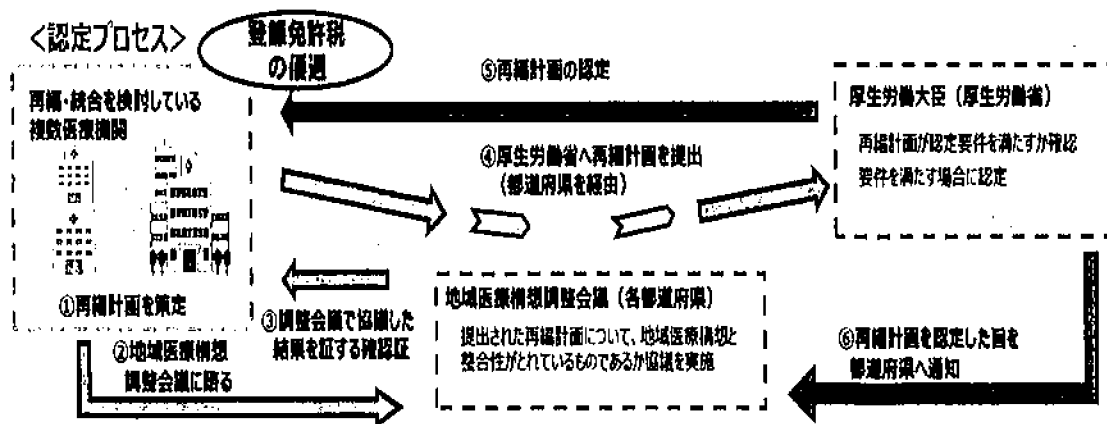 <認定プロセス>
登録免許税
の優遇
再編・統合を検討している
複数医療機関
①再編計画を策定
②地域医療構想
調整会議に諮る
③調整会議で協議した
結果を証する確認証
④厚生労働省へ再編計画を提出
(都道府県を経由)
⑤再編計画の認定
厚生労働大臣(厚生労働省)
再編計画が認定要件を満たすか確認
要件を満たす場合に認定
地域医療構想調整会議(各都道府県)
提出された再編計画について、地域医療構想と
整合性がとれているものであるか協議を実施
⑥再編計画を認定した旨を
都道府県へ通知